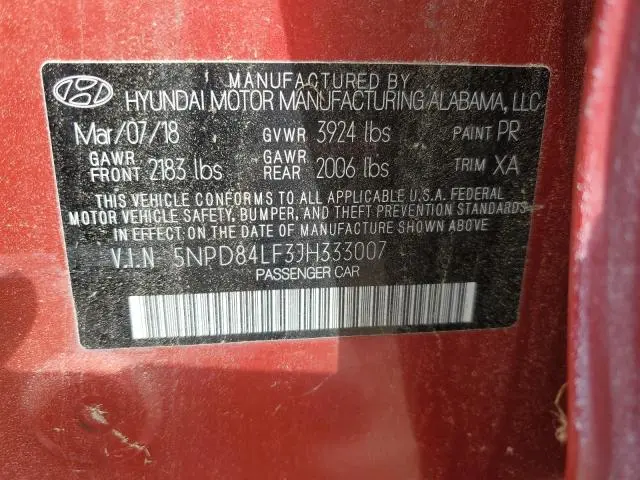 MANUFACTURED BY
HYUNDAI MOTOR MANUFACTURING ALABAMA, LLC
Mar/07/18 GVWR 3924 lbs PAINT PR
GAWR FRONT 2183 lbs GAWR REAR 2006 lbs TRIM XA
THIS VEHICLE CONFORMS TO ALL APPLICABLE U.S.A. FEDERAL
MOTOR VEHICLE SAFETY, BUMPER, AND THEFT PREVENTION STANDARDS
IN EFFECT ON THE DATE OF MANUFACTURE SHOWN ABOVE.
V.I.N 5NPD84LF3JH333007
PASSENGER CAR